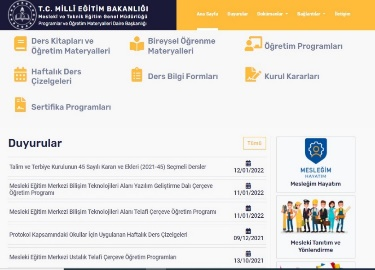 T.C. MİLLÎ EĞİTİM BAKANLIĞI
Mesleki ve Teknik Eğitim Genel Müdürlüğü
Programlar ve Öğretim Materyalleri Daire Başkanlığı
Ana Sayfa Kurumlar Dokümanlar Bağlantılar İletişim
Ders Kitapları ve
Öğretim Materyalleri
Bireysel Öğrenme
Materyalleri
Öğretim Programları
Haftalık Ders
Çizelgeleri
Ders Bilgi Formları
Kurul Kararları
Sertifika Programları
Duyurular
Tümü
Talim ve Terbiye Kurulunun 45 Sayılı Kararı ve Ekleri (2021-45) Seçmeli Dersler
12/01/2022
Mesleki Eğitim Merkezi Bilişim Teknolojileri Alanı Yazılım Geliştirme Dalı Çerçeve
Öğretim Programı
11/01/2022
Mesleki Eğitim Merkezi Bilişim Teknolojileri Alanı Telafi Çerçeve Öğretim Programı
11/01/2022
Protokol Kapsamındaki Okullar İçin Uygulanan Haftalık Ders Çizelgeleri
09/12/2021
Mesleki Eğitim Merkezi Ustalık Telafi Çerçeve Öğretim Programları
13/10/2021
MESLEĞİM
HAYATIM
Mesleğim Hayatım
Mesleki Tanıtım ve
Yönlendirme